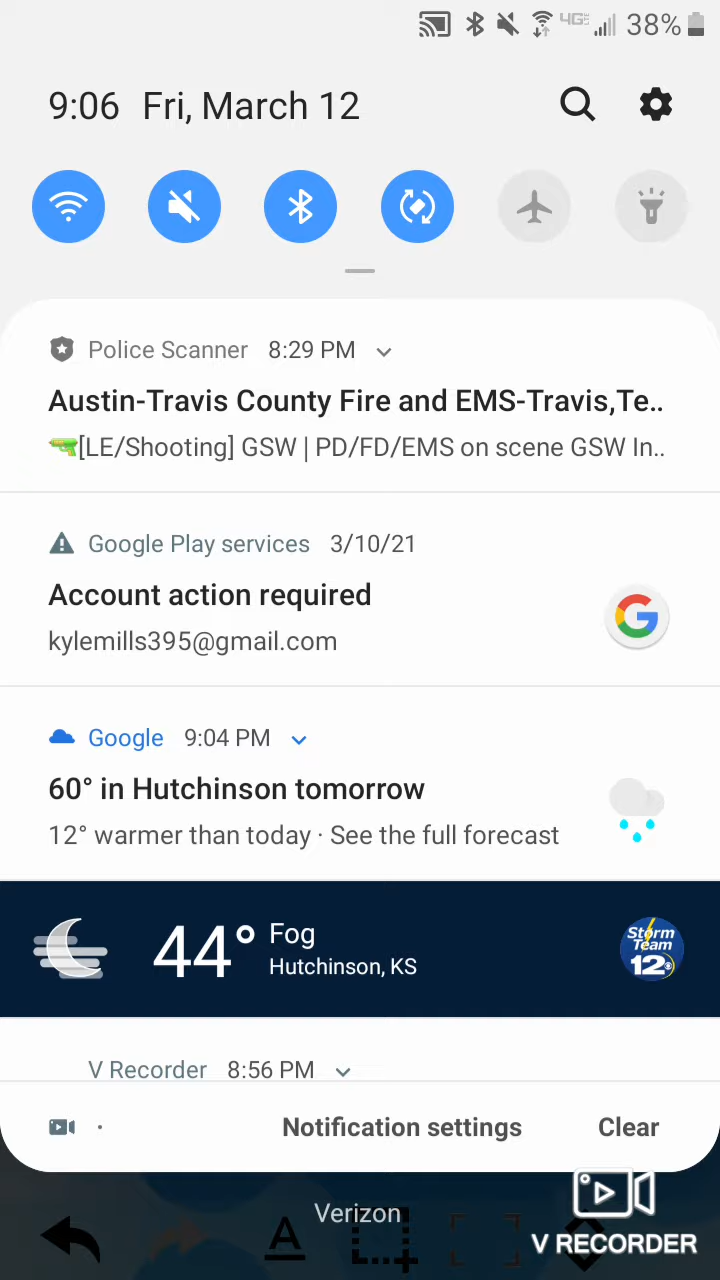 4GE 38%
9:06 Fri, March 12
Police Scanner 8:29 PM
Austin-Travis County Fire and EMS-Travis,Te..
[LE/Shooting] GSW | PD/FD/EMS on scene GSW In..
Google Play services 3/10/21
Account action required
kylemills395@gmail.com
G
Google 9:04 PM
60° in Hutchinson tomorrow
12° warmer than today · See the full forecast
44° Fog
Hutchinson, KS
Storm
Team
12
V Recorder 8:56 PM
Notification settings Clear
Verizon
A
V RECORDER